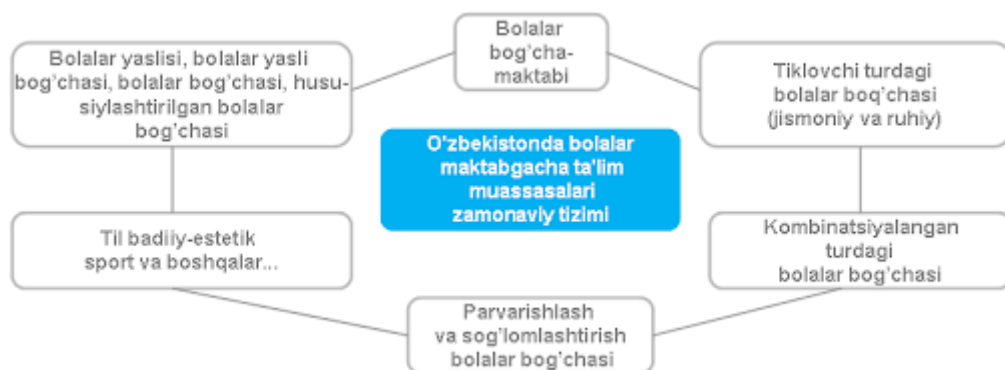 Bolalar
bog'cha-
maktabi
Bolalar yaslisi, bolalar yasli
bog'chasi, bolalar bog'chasi, husu-
siylashtirilgan bolalar
bog'chasi
Tiklovchi turdagi
bolalar boq'chasi
(jismoniy va ruhiy)
O'zbekistonda bolalar
maktabgacha ta'lim
muassasalari
zamonaviy tizimi
Til badiiy-estetik
sport va boshqalar...
Kombinatsiyalangan
turdagi
bolalar bog'chasi
Parvarishlash
va sog'lomlashtirish
bolalar bog'chasi